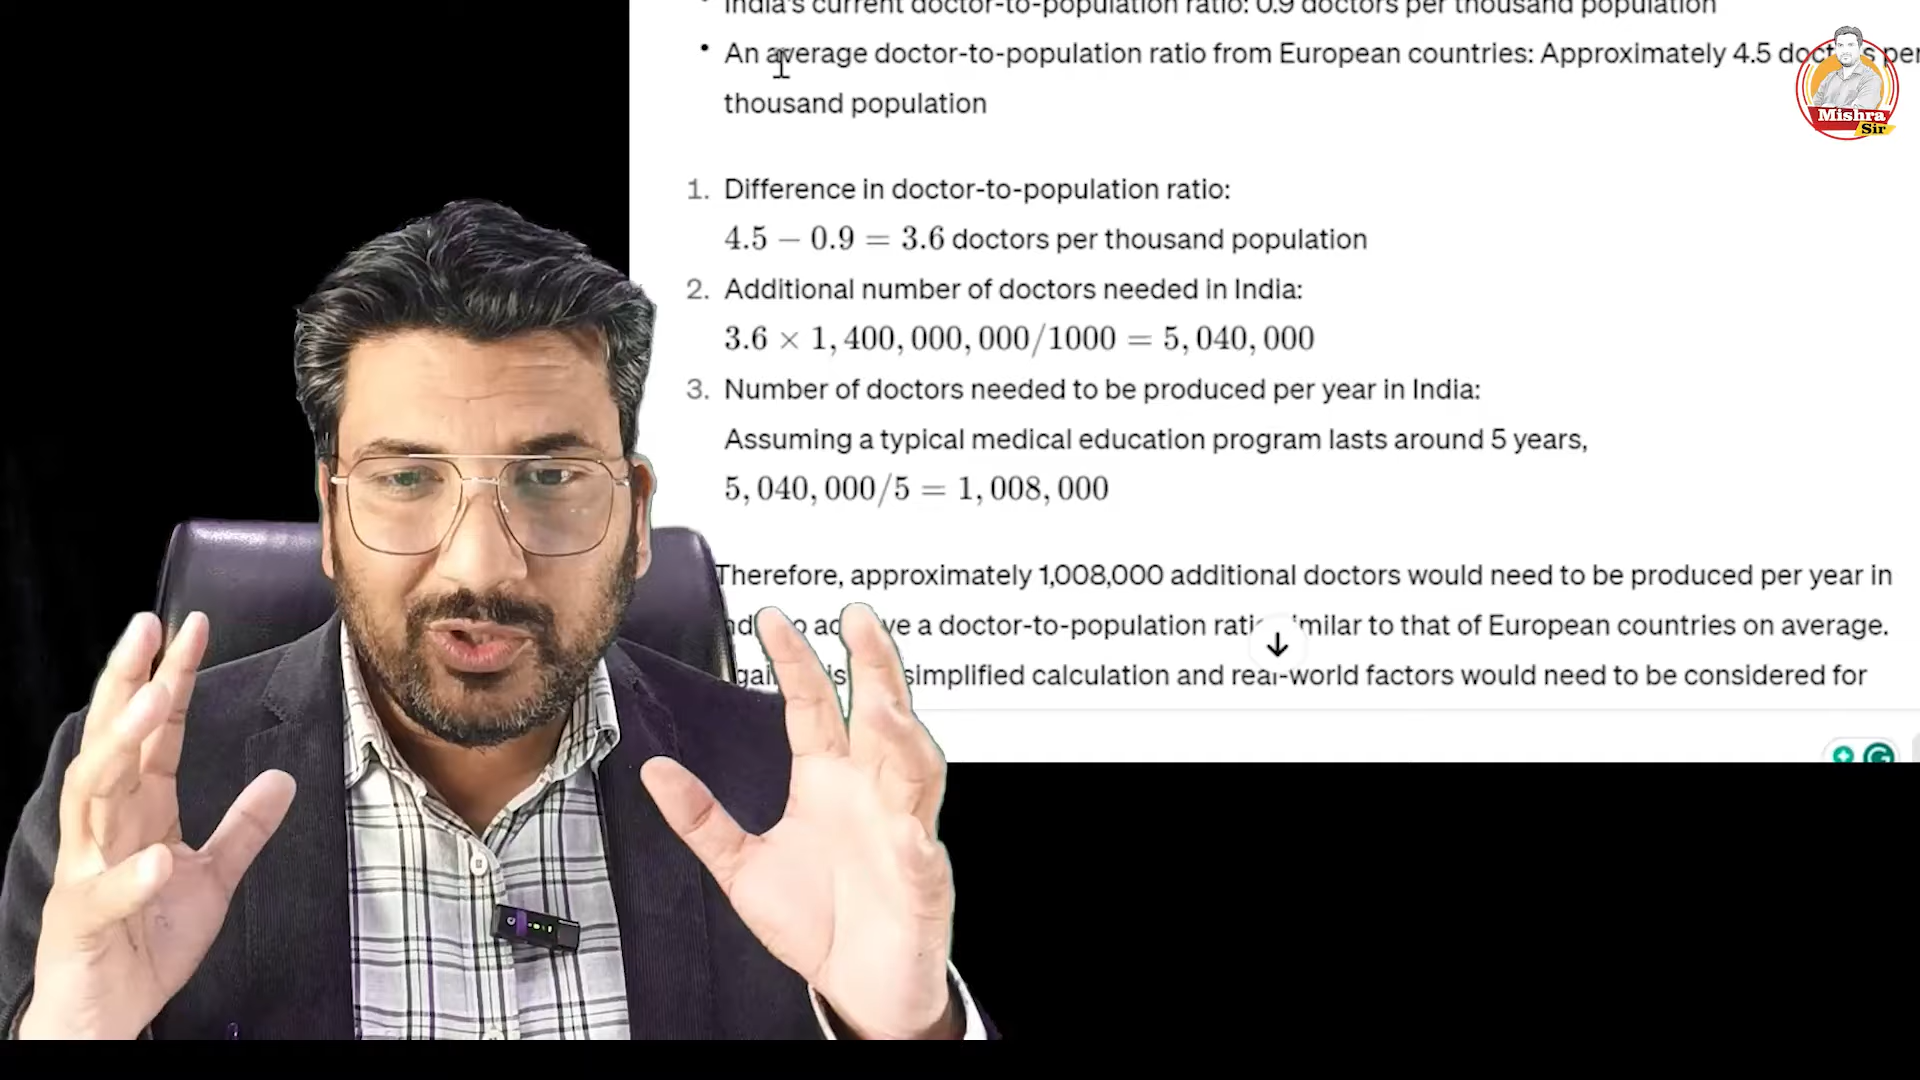 India's current doctor-to-population ratio: 0.9 doctors per thousand population
• An average doctor-to-population ratio from European countries: Approximately 4.5 per
thousand population
1. Difference in doctor-to-population ratio:
4.5 − 0.9 = 3.6 doctors per thousand population
2. Additional number of doctors needed in India:
3.6 × 1,400,000,000/1000 = 5,040,000
3. Number of doctors needed to be produced per year in India:
Assuming a typical medical education program lasts around 5 years,
5,040,000/5 = 1,008,000
Therefore, approximately 1,008,000 additional doctors would need to be produced per year in
a doctor-to-population similar to that of European countries on average.
simplified calculation and real-world factors would need to be considered for
Mishra
Sir